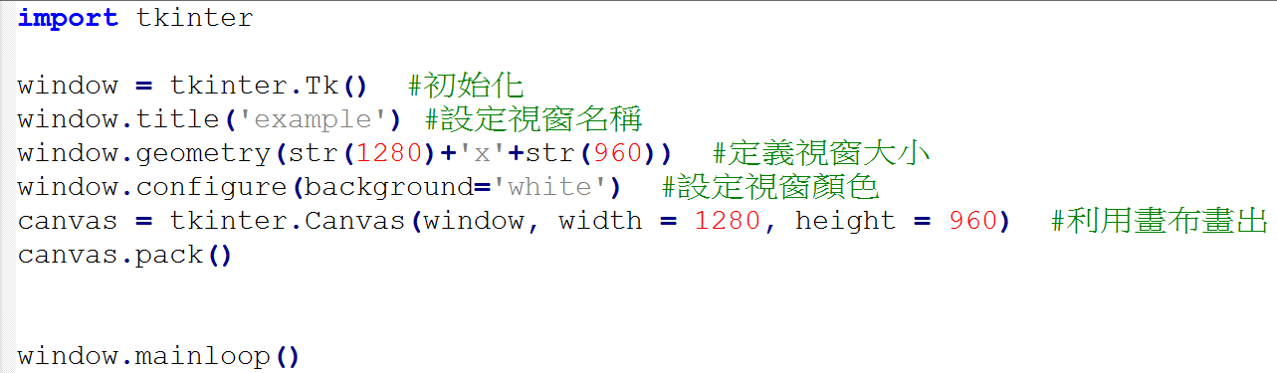 import tkinter
window = tkinter.Tk()  #初始化
window.title('example') #設定視窗名稱
window.geometry(str(1280)+'x'+str(960))  #定義視窗大小
window.configure(background='white')  #設定視窗顏色
canvas = tkinter.Canvas(window, width = 1280, height = 960)  #利用畫布畫出
canvas.pack()
window.mainloop()